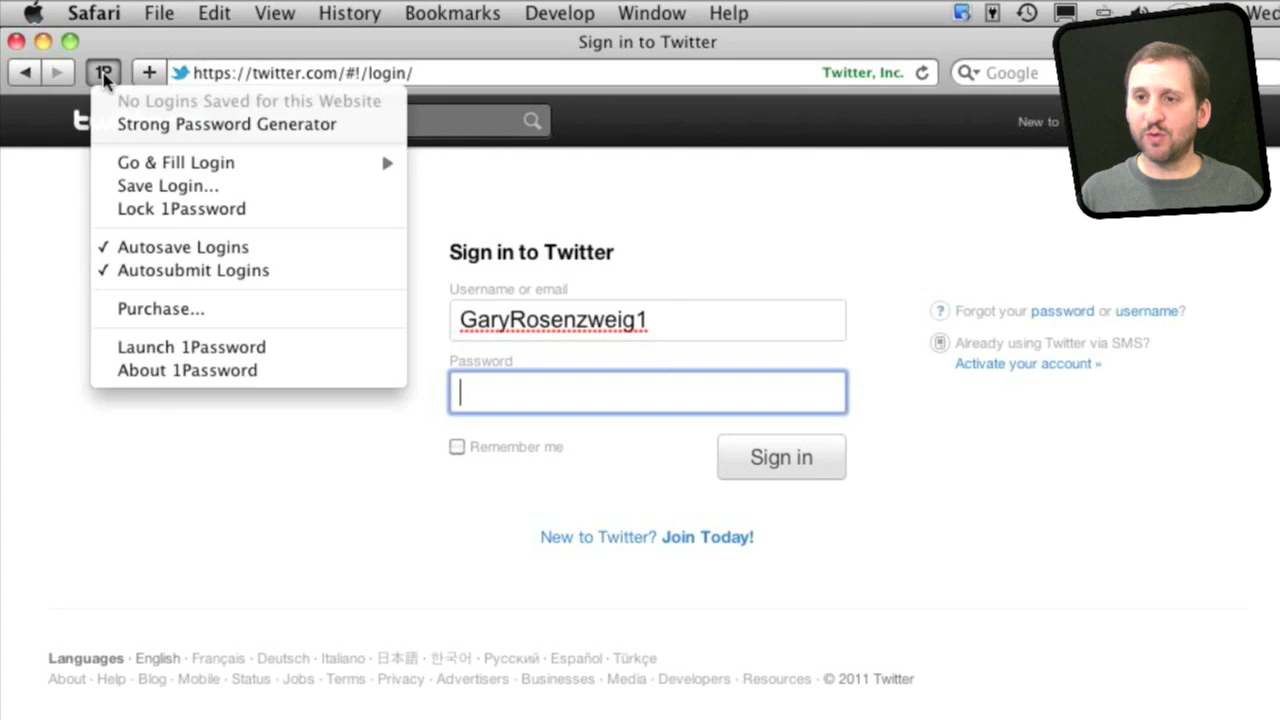 Safari File Edit View History Bookmarks Develop Window Help
Sign in to Twitter
+ https://twitter.com/#!/login/ Twitter, Inc. Google
No Logins Saved for this Website
Strong Password Generator
New to
Go & Fill Login
Save Login...
Lock 1Password
✓ Autosave Logins
✓ Autosubmit Logins
Purchase...
Launch 1Password
About 1Password
Sign in to Twitter
Username or email
GaryRosenzweig1
Password
Remember me
Sign in
Forgot your password or username?
Already using Twitter via SMS?
Activate your account »
New to Twitter? Join Today!
Languages · English · Français · Deutsch · Italiano · 日本語 · 한국어 · Русский · Español · Türkçe
About · Help · Blog · Mobile · Status · Jobs · Terms · Privacy · Advertisers · Businesses · Media · Developers · Resources · © 2011 Twitter